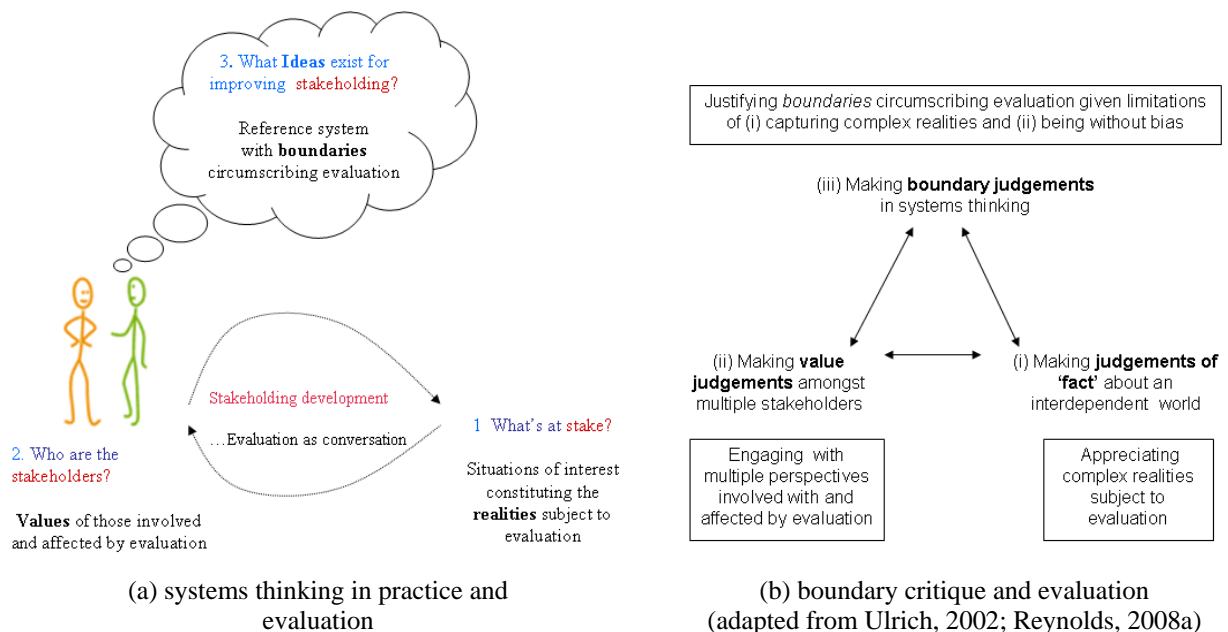 3. What Ideas exist for
improving stakeholding?
Reference system
with boundaries
circumscribing evaluation
Stakeholding development
...Evaluation as conversation
1 What's at stake?
Situations of interest
constituting the
realities subject to
evaluation
2. Who are the
stakeholders?
Values of those involved
and affected by evaluation
(a) systems thinking in practice and
evaluation
Justifying boundaries circumscribing evaluation given limitations
of (i) capturing complex realities and (ii) being without bias
(iii) Making boundary judgements
in systems thinking
(ii) Making value
judgements amongst
multiple stakeholders
(i) Making judgements of
‘fact’ about an
interdependent world
Engaging with
multiple perspectives
involved with and
affected by evaluation
Appreciating
complex realities
subject to
evaluation
(b) boundary critique and evaluation
(adapted from Ulrich, 2002; Reynolds, 2008a)